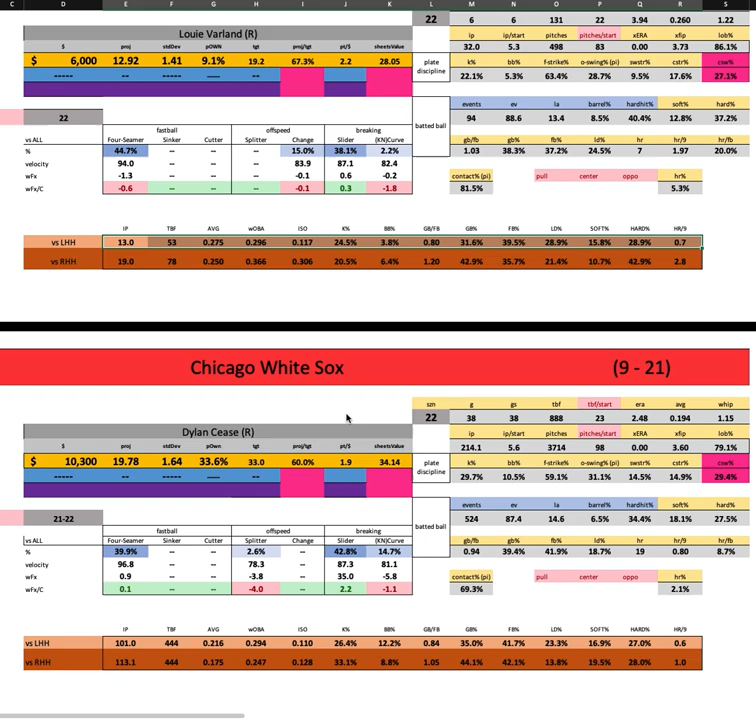 C D E F G H I J K L M N O P Q R S
22 6 6 131 22 3.94 0.260 1.22
Louie Varland (R)
ip ip/start pitches pitches/start xERA xfip lob%
32.0 5.3 498 83 0.00 3.73 86.1%
$ proj stdDev pOWN tgt proj/tgt pt/$ sheetsValue
$ 6,000 12.92 1.41 9.1% 19.2 67.3% 2.2 28.05
plate discipline
k% bb% f-strike% o-swing% (pi) swstr% cstr% csw%
22.1% 5.3% 63.4% 28.7% 9.5% 17.6% 27.1%
----- -- ----- —— --
events ev la barrel% hardhit% soft% hard%
94 88.6 13.4 8.5% 40.4% 12.8% 37.2%
22
batted ball
fastball offspeed breaking
vs ALL Four-Seamer Sinker Cutter Splitter Change Slider (KN)Curve
gb/fb gb% fb% ld% hr hr/9 hr/fb
% 44.7% -- -- -- 15.0% 38.1% 2.2%
1.03 38.3% 37.2% 24.5% 7 1.97 20.0%
velocity 94.0 83.9 87.1 82.4
wFx -1.3 -0.1 0.6 -0.2
contact% (pi) pull center oppo hr%
wFx/C -0.6 -- -- -- -0.1 0.3 -1.8
81.5% 5.3%
IP TBF AVG wOBA ISO K% BB% GB/FB GB% FB% LD% SOFT% HARD% HR/9
vs LHH 13.0 53 0.275 0.296 0.117 24.5% 3.8% 0.80 31.6% 39.5% 28.9% 15.8% 28.9% 0.7
vs RHH 19.0 78 0.250 0.366 0.306 20.5% 6.4% 1.20 42.9% 35.7% 21.4% 10.7% 42.9% 2.8
Chicago White Sox (9 - 21)
szn g gs tbf tbf/start era avg whip
22 38 38 888 23 2.48 0.194 1.15
Dylan Cease (R)
ip ip/start pitches pitches/start xERA xfip lob%
214.1 5.6 3714 98 0.00 3.60 79.1%
$ proj stdDev pOwn tgt proj/tgt pt/$ sheetsValue
$ 10,300 19.78 1.64 33.6% 33.0 60.0% 1.9 34.14
plate discipline
k% bb% f-strike% o-swing% (pi) swstr% cstr% csw%
29.7% 10.5% 59.1% 31.1% 14.5% 14.9% 29.4%
----- -- ----- —— --
events ev la barrel% hardhit% soft% hard%
524 87.4 14.6 6.5% 34.4% 18.1% 27.5%
21-22
batted ball
fastball offspeed breaking
vs ALL Four-Seamer Sinker Cutter Splitter Change Slider (KN)Curve
gb/fb gb% fb% ld% hr hr/9 hr/fb
% 39.9% -- -- 2.6% -- 42.8% 14.7%
0.94 39.4% 41.9% 18.7% 19 0.80 8.7%
velocity 96.8 78.3 87.3 81.1
wFx 0.9 -3.8 35.0 -5.8
contact% (pi) pull center oppo hr%
wFx/C 0.1 -- -- -4.0 -- 2.2 -1.1
69.3% 2.1%
IP TBF AVG wOBA ISO K% BB% GB/FB GB% FB% LD% SOFT% HARD% HR/9
vs LHH 101.0 444 0.216 0.294 0.110 26.4% 12.2% 0.84 35.0% 41.7% 23.3% 16.9% 27.0% 0.6
vs RHH 113.1 444 0.175 0.247 0.128 33.1% 8.8% 1.05 44.1% 42.1% 13.8% 19.5% 28.0% 1.0